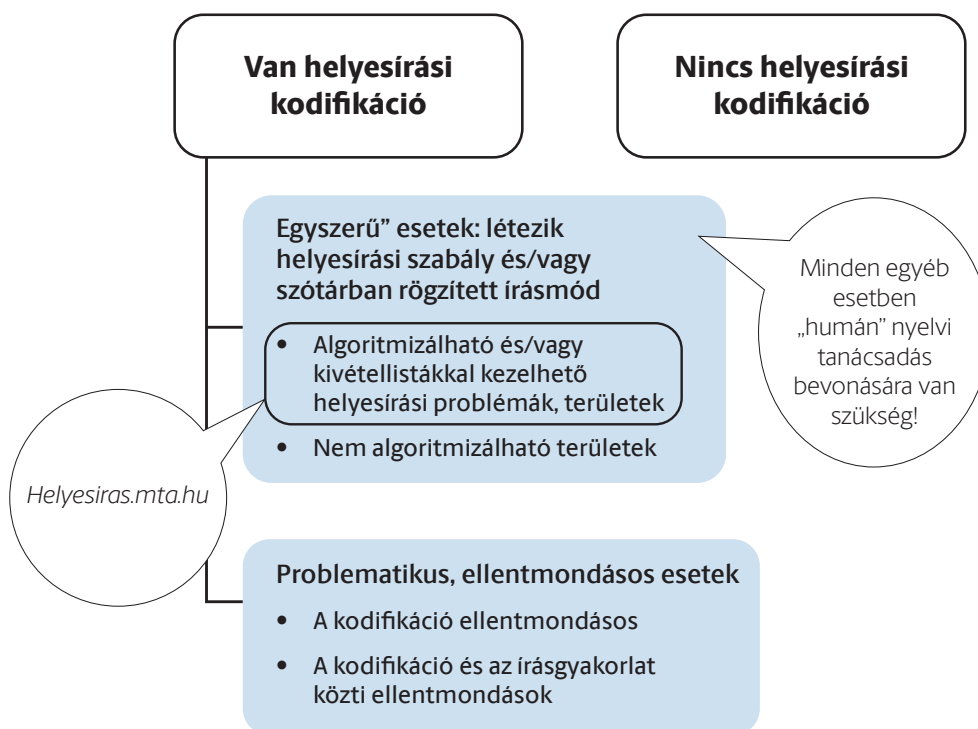 Van helyesírási
kodifikáció
Nincs helyesírási
kodifikáció
Egyszerű” esetek: létezik
helyesírási szabály és/vagy
szótárban rögzített írásmód
• Algoritmizálható és/vagy
kivétellistákkal kezelhető
helyesírási problémák, területek
• Nem algoritmizálható területek
Minden egyéb
esetben
„humán” nyelvi
tanácsadás
bevonására van
szükség!
Helyesiras.mta.hu
Problematikus, ellentmondásos esetek
• A kodifikáció ellentmondásos
• A kodifikáció és az írásgyakorlat
közti ellentmondások